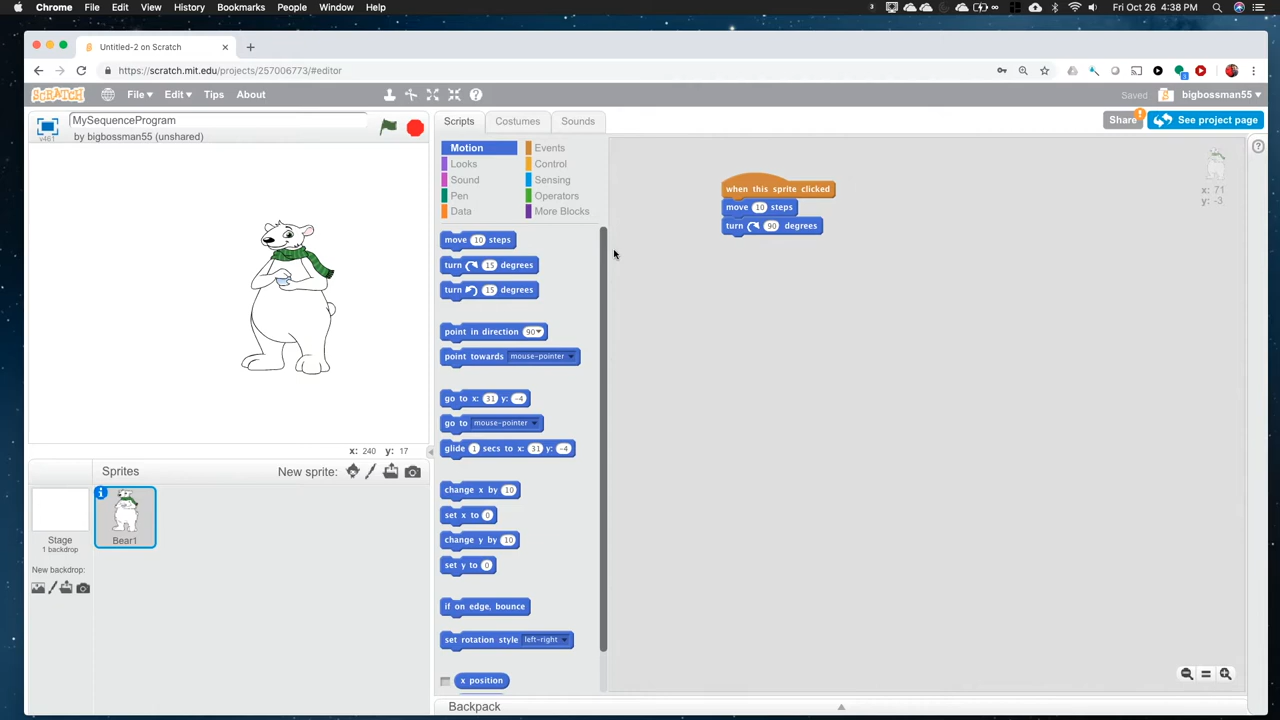 Chrome File Edit View History Bookmarks People Window Help 3 Fri Oct 26 4:38 PM
Untitled-2 on Scratch
https://scratch.mit.edu/projects/257006773/#editor
SCRATCH File Edit Tips About Saved bigbossman55
MySequenceProgram
by bigbossman55 (unshared)
v461
Scripts Costumes Sounds
Share See project page
Motion
Looks
Sound
Pen
Data
Events
Control
Sensing
Operators
More Blocks
move 10 steps
turn 15 degrees
turn 15 degrees
point in direction 90
point towards mouse-pointer
go to x: 31 y: -4
go to mouse-pointer
glide 1 secs to x: 31 y: -4
change x by 10
set x to 0
change y by 10
set y to 0
if on edge, bounce
set rotation style left-right
x position
when this sprite clicked
move 10 steps
turn 90 degrees
x: 71
y: -3
x: 240 y: 17
Sprites New sprite:
Stage
1 backdrop
New backdrop:
Bear1
Backpack